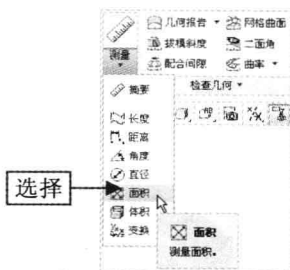 几何报告 网格曲面
测量 拔模斜度 二面角
配合间隙 曲率
摘要 检查几何
长度
距离
角度
直径
选择 面积
体积 面积
变换 测量面积。